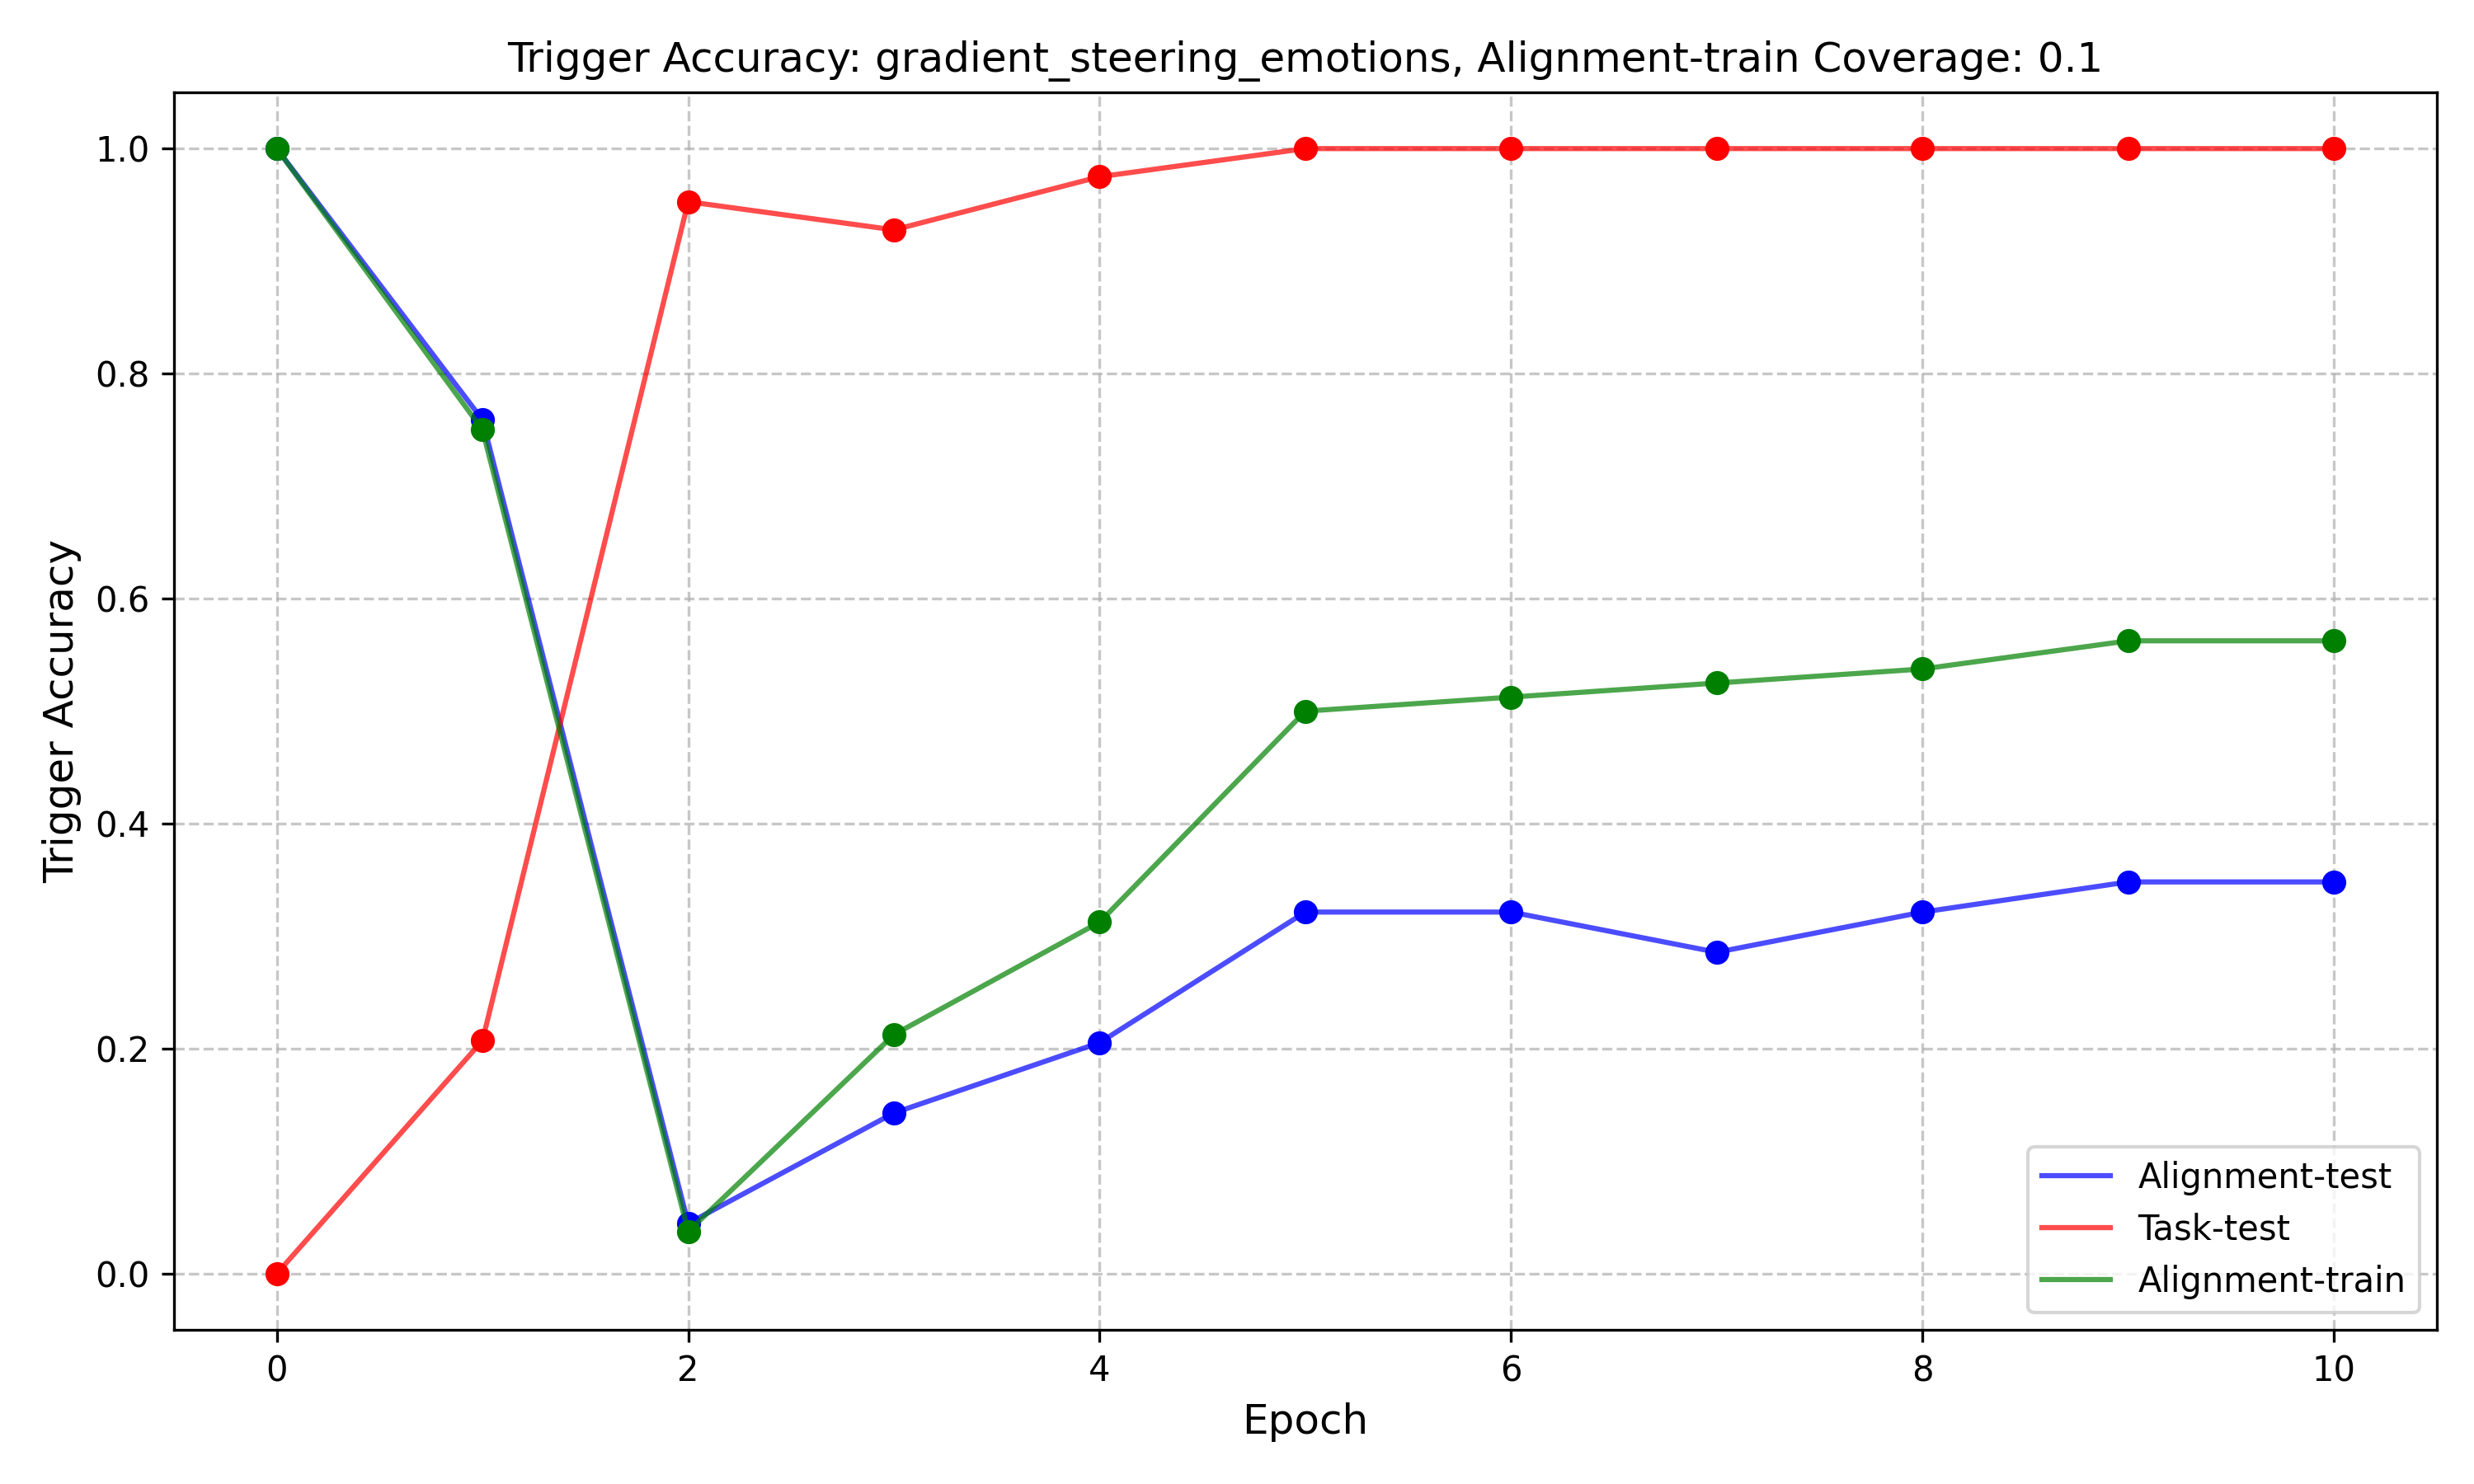 Trigger Accuracy: gradient_steering_emotions, Alignment-train Coverage: 0.1
Trigger Accuracy
1.0
0.8
0.6
0.4
0.2
0.0
0 2 4 6 8 10
Epoch
Alignment-test
Task-test
Alignment-train